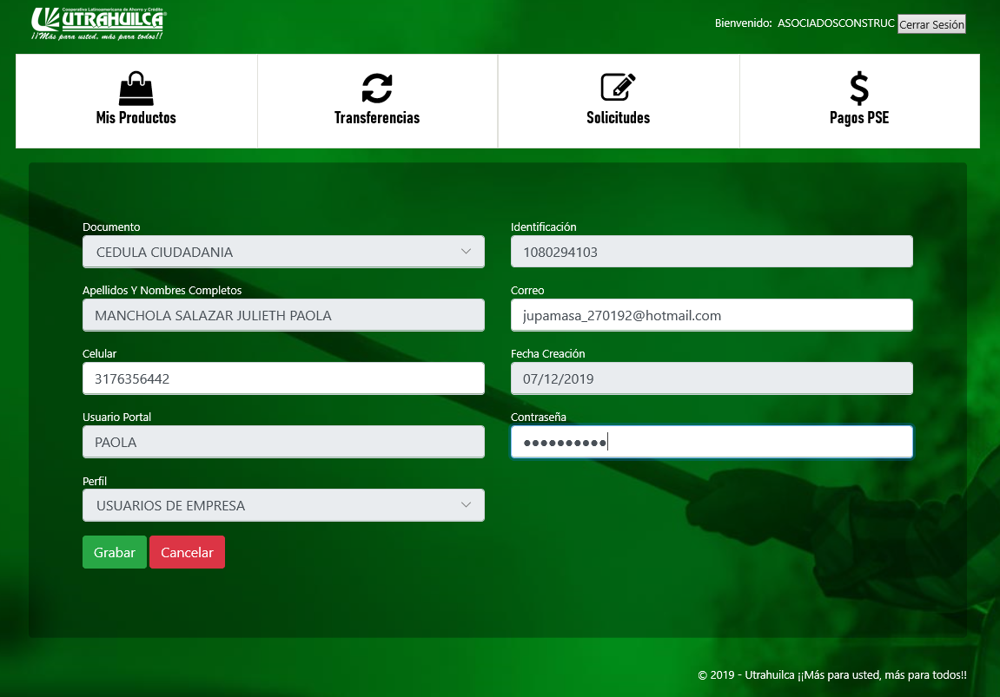 Cooperativa Latinoamericana de Ahorro y Crédito
UTRAHUILCA
¡¡Más para usted, más para todos!!
Bienvenido: ASOCIADOSCONSTRUC Cerrar Sesión
Mis Productos
Transferencias
Solicitudes
Pagos PSE
Documento
CEDULA CIUDADANIA
Identificación
1080294103
Apellidos Y Nombres Completos
MANCHOLA SALAZAR JULIETH PAOLA
Correo
jupamasa_270192@hotmail.com
Celular
3176356442
Fecha Creación
07/12/2019
Usuario Portal
PAOLA
Contraseña
●●●●●●●●●●
Perfil
USUARIOS DE EMPRESA
Grabar Cancelar
© 2019 - Utrahuilca ¡¡Más para usted, más para todos!!